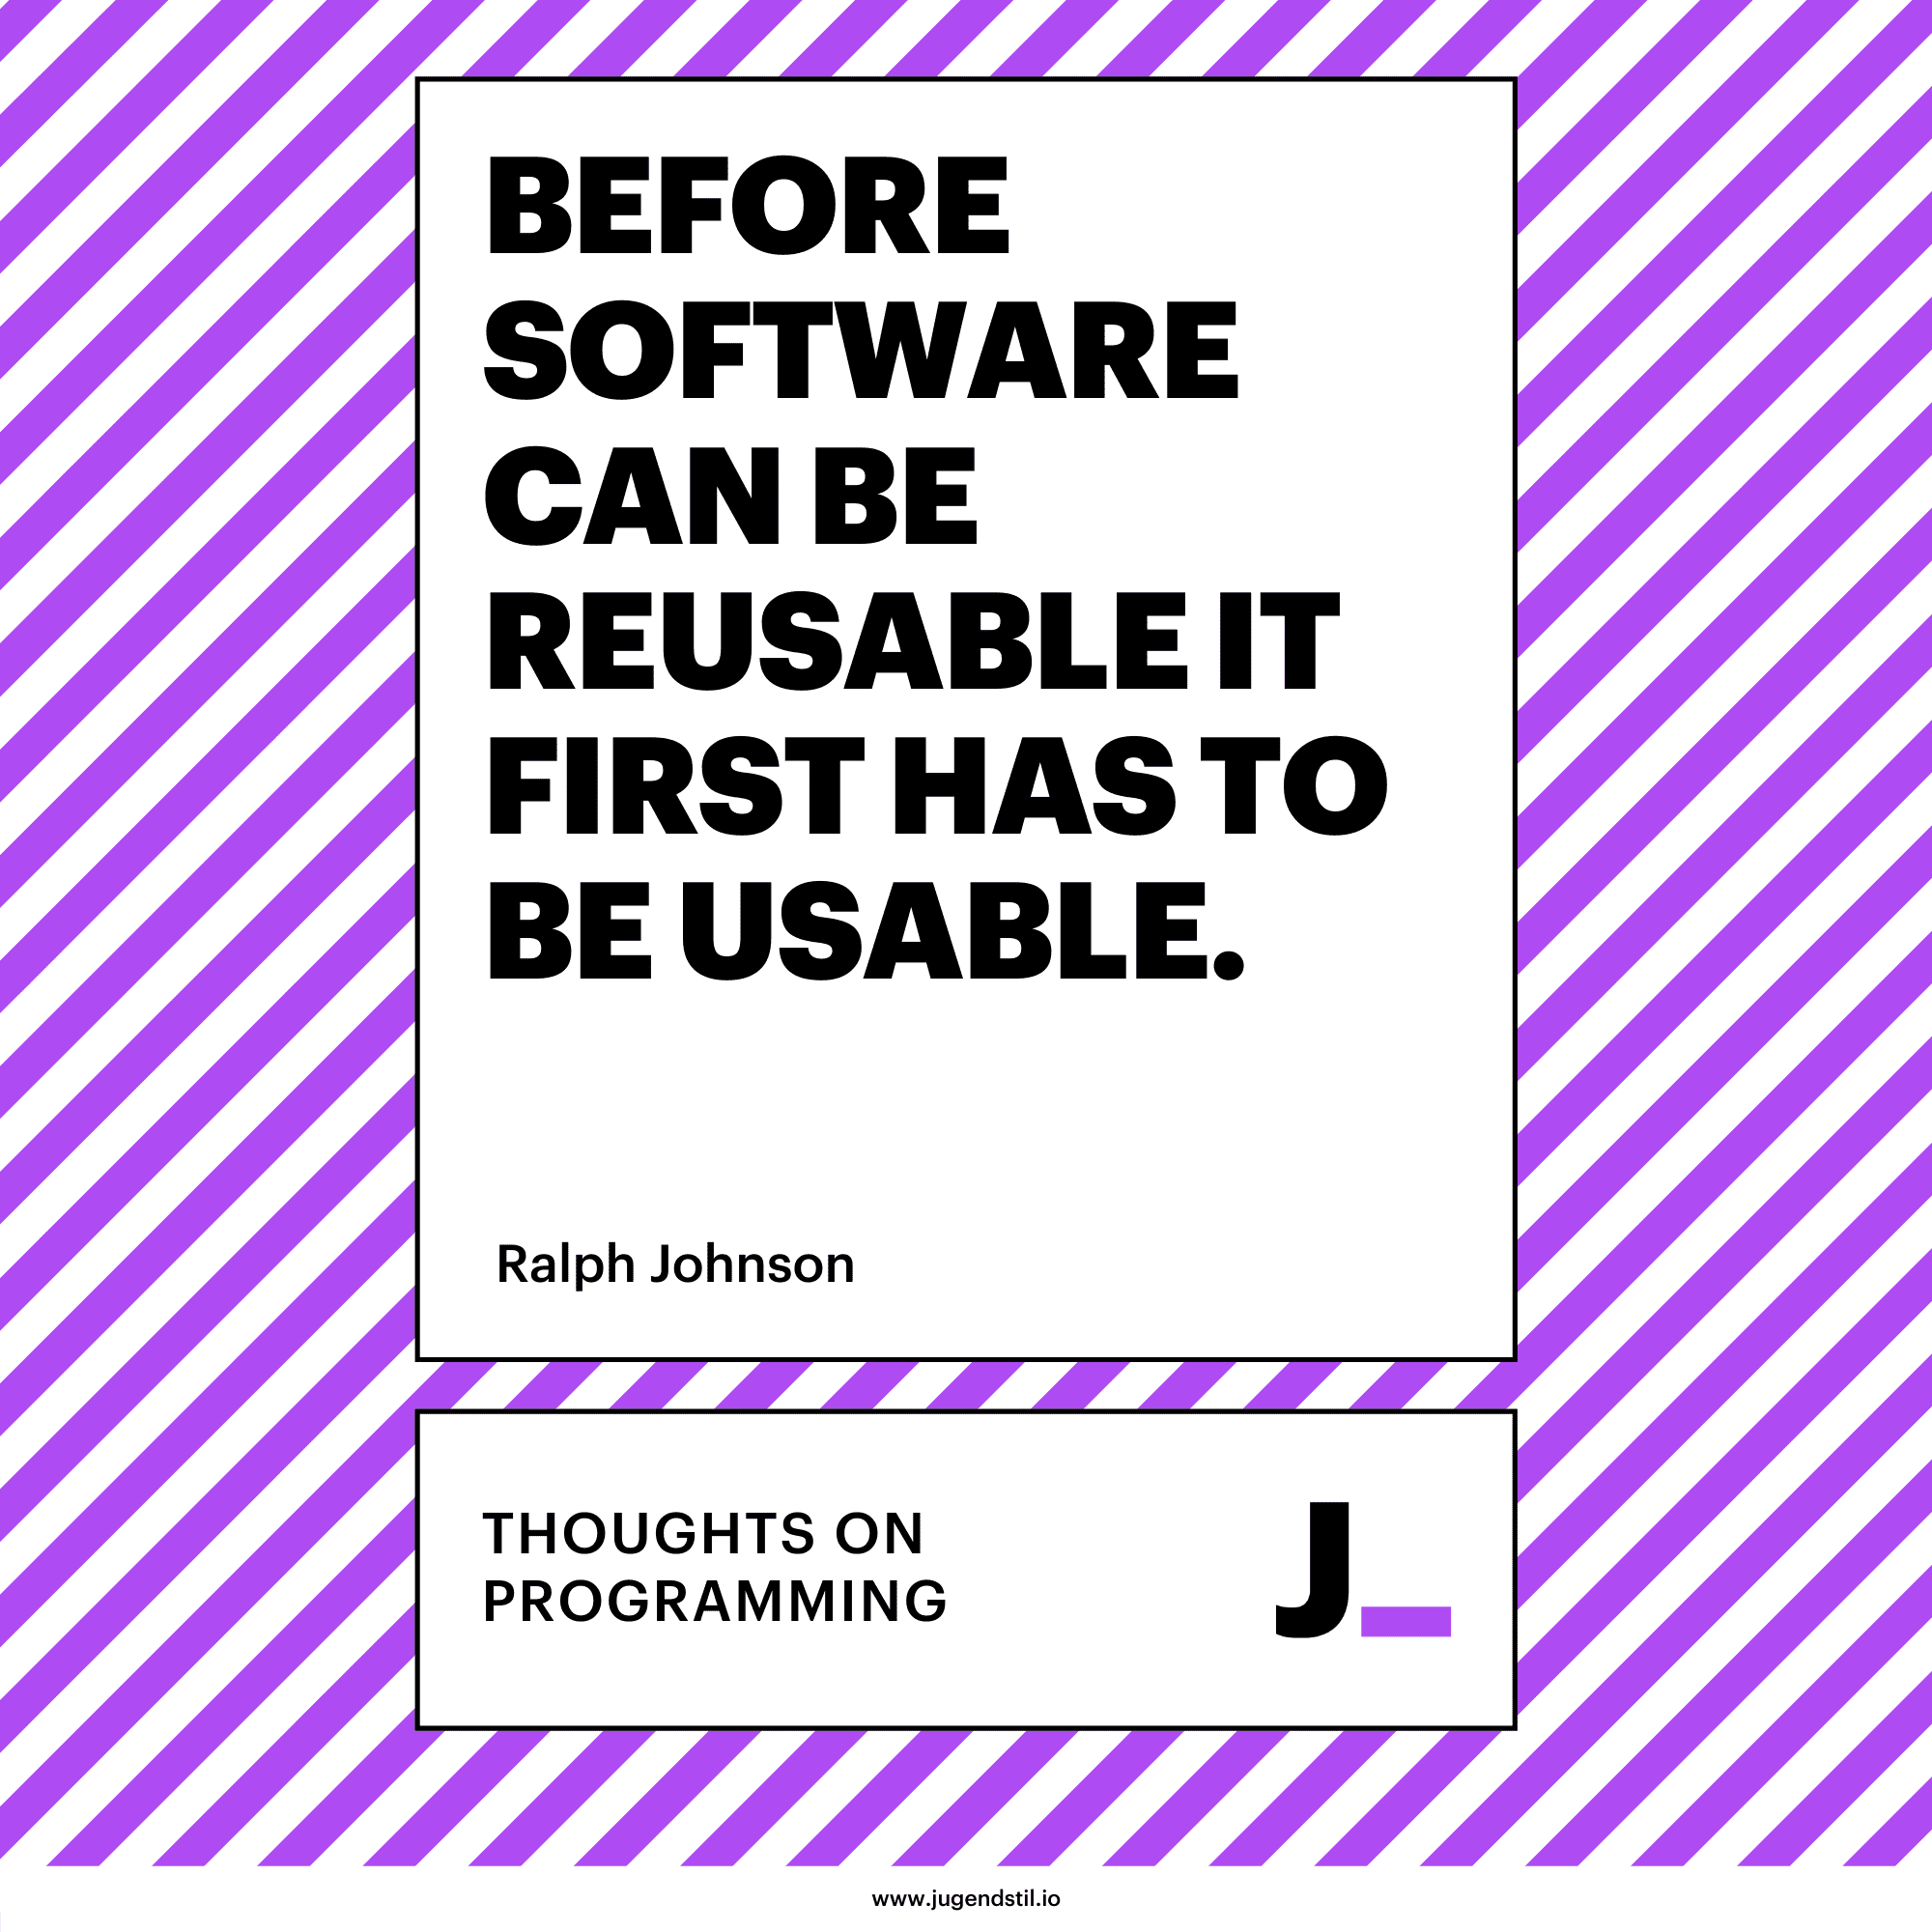 BEFORE
SOFTWARE
CAN BE
REUSABLE IT
FIRST HAS TO
BE USABLE.
Ralph Johnson
THOUGHTS ON
PROGRAMMING
J_
www.jugendstil.io